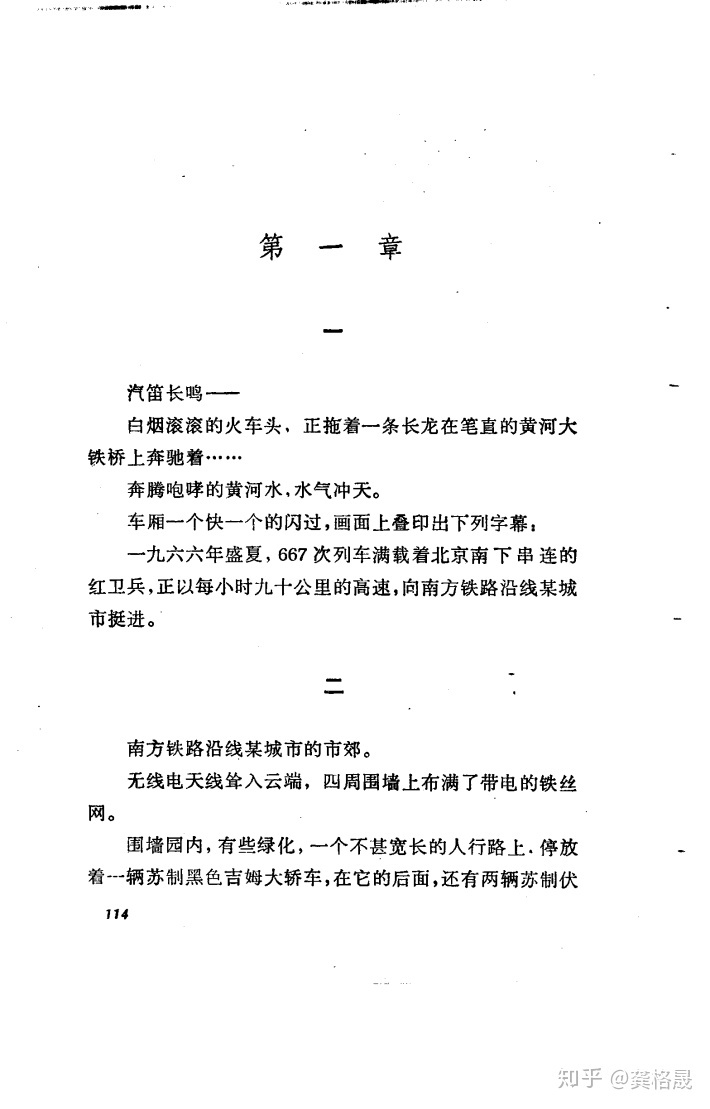 第一章
一
汽笛长鸣——
白烟滚滚的火车头，正拖着一条长龙在笔直的黄河大
铁桥上奔驰着……
奔腾咆哮的黄河水，水气冲天。
车厢一个快一个的闪过，画面上叠印出下列字幕：
一九六六年盛夏，667次列车满载着北京南下串连的
红卫兵，正以每小时九十公里的高速，向南方铁路沿线某城
市挺进。
二
南方铁路沿线某城市的市郊。
无线电天线耸入云端，四周围墙上布满了带电的铁丝
网。
围墙园内，有些绿化，一个不甚宽长的人行路上．停放
着一辆苏制黑色吉姆大轿车，在它的后面，还有两辆苏制伏
114
知乎 @龚格晟